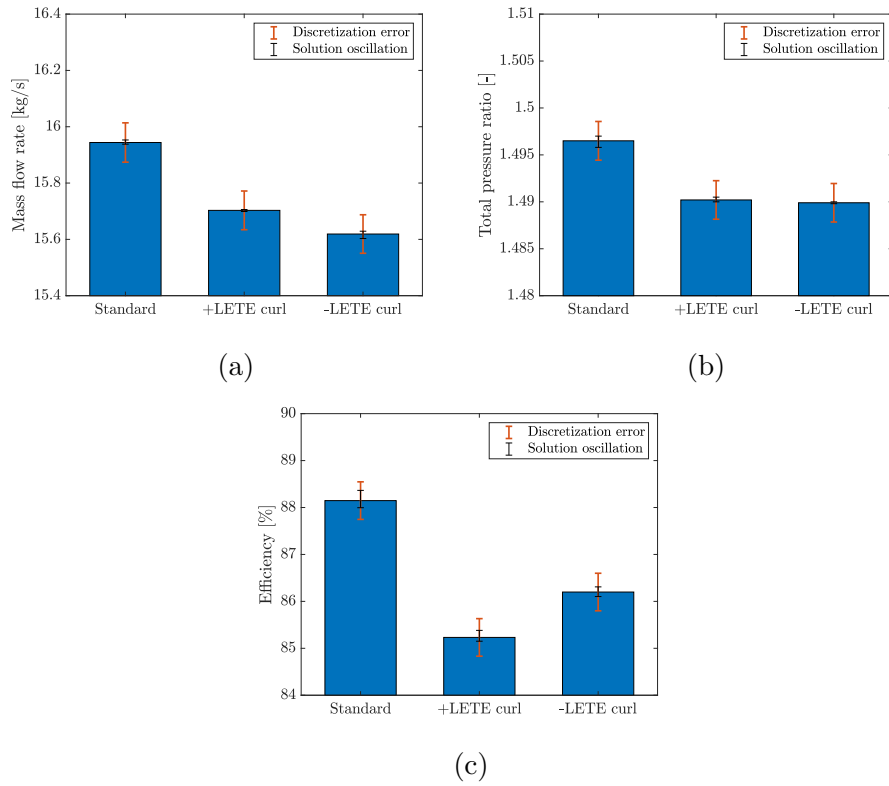 16.4
16.2
16
15.8
15.6
15.4
Mass flow rate [kg/s]
Discretization error
Solution oscillation
Standard
+LETE curl
-LETE curl
(a)
1.51
1.505
1.5
1.495
1.49
1.485
1.48
Total pressure ratio [-]
Discretization error
Solution oscillation
Standard
+LETE curl
-LETE curl
(b)
90
89
88
87
86
85
84
Efficiency [%]
Discretization error
Solution oscillation
Standard
+LETE curl
-LETE curl
(c)